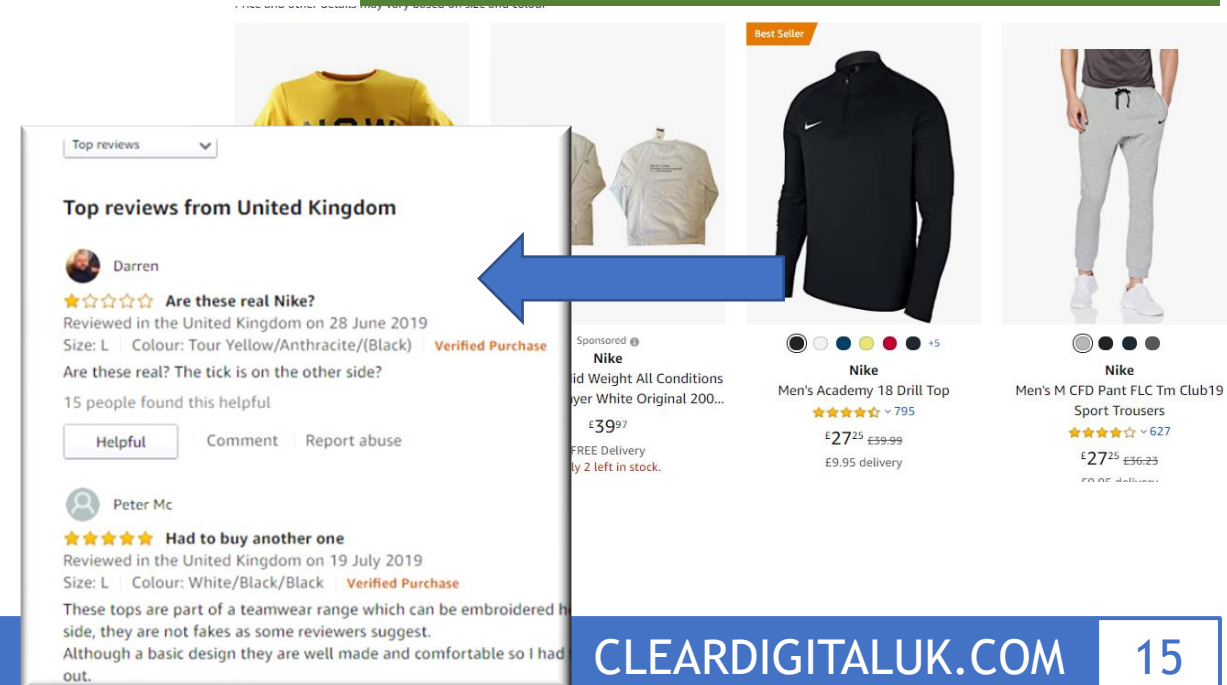 Best Seller
Top reviews
Top reviews from United Kingdom
Darren
Are these real Nike?
Reviewed in the United Kingdom on 28 June 2019
Size: L Colour: Tour Yellow/Anthracite/(Black) Verified Purchase
Are these real? The tick is on the other side?
15 people found this helpful
Helpful Comment Report abuse
Peter Mc
Had to buy another one
Reviewed in the United Kingdom on 19 July 2019
Size: L Colour: White/Black/Black Verified Purchase
These tops are part of a teamwear range which can be embroidered
side, they are not fakes as some reviewers suggest.
Although a basic design they are well made and comfortable so I had
out.
Sponsored
Nike
Weight All Conditions
White Original 200...
£3997
FREE Delivery
2 left in stock.
+5
Nike
Men's Academy 18 Drill Top
795
£2725 £39.99
£9.95 delivery
Nike
Men's M CFD Pant FLC Tm Club19
Sport Trousers
627
£2725 £36.23
£9.95 delivery
CLEARDIGITALUK.COM 15